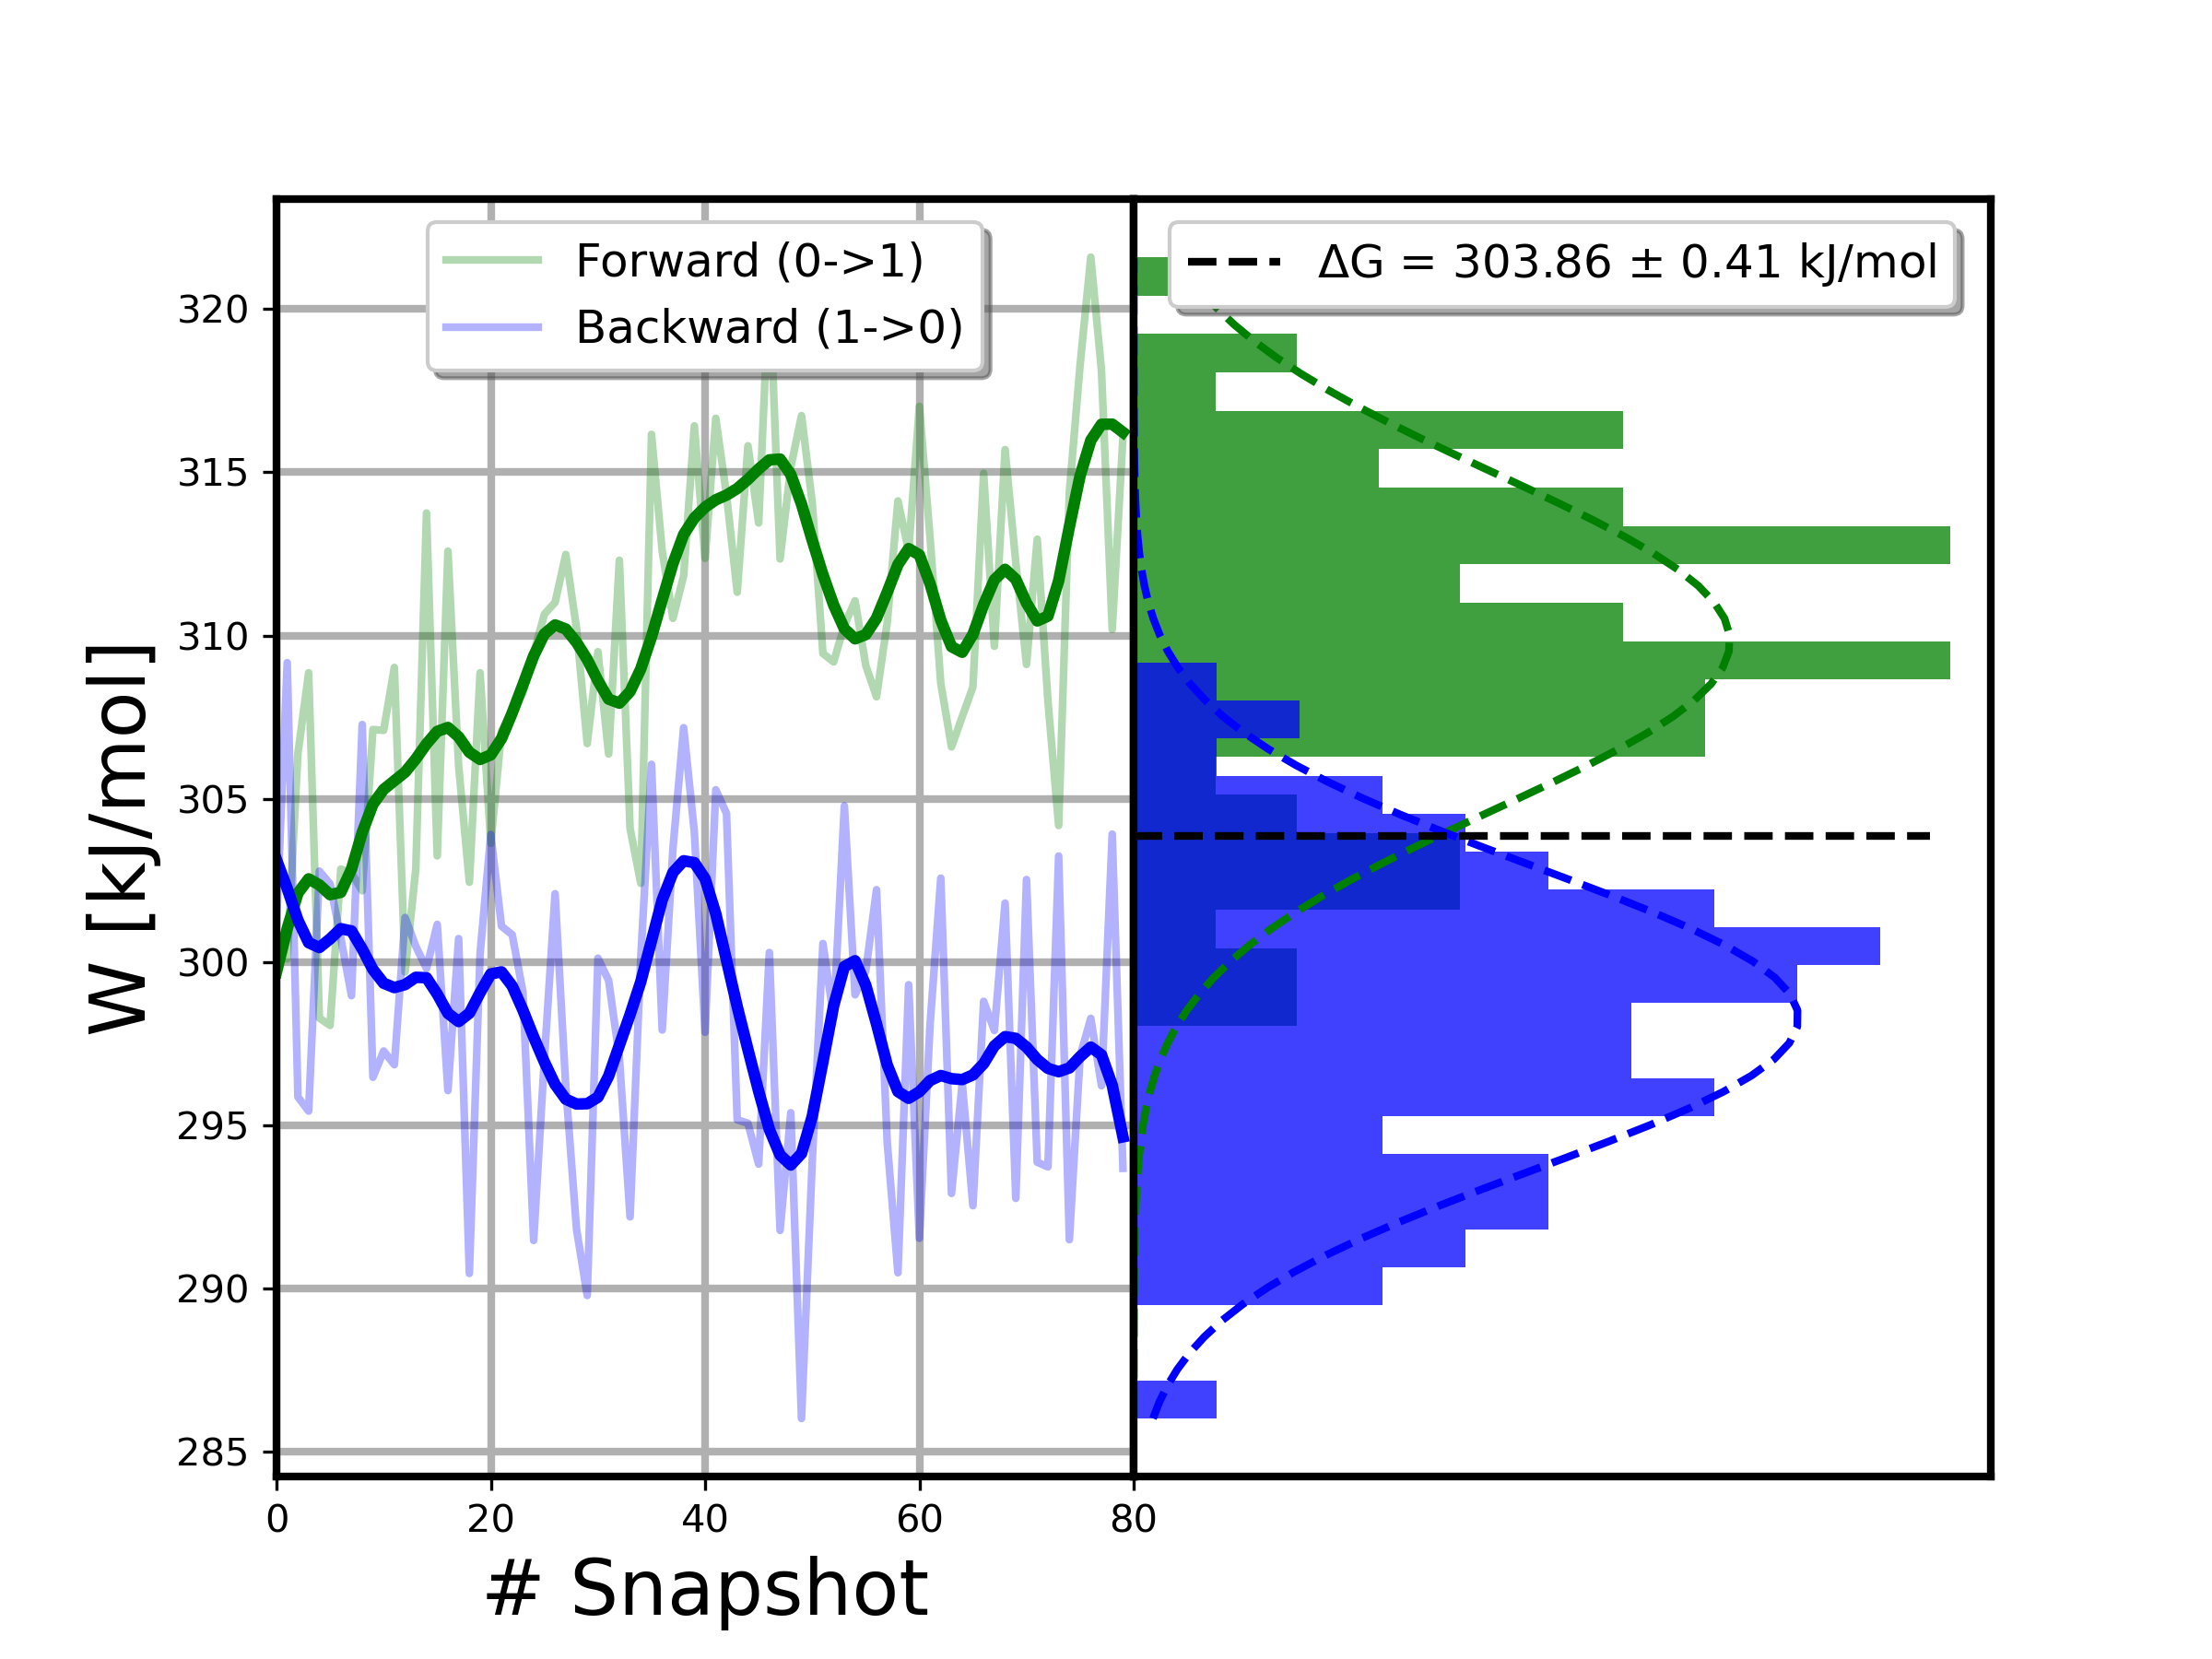 Forward (0->1)
Backward (1->0)
ΔG = 303.86 ± 0.41 kJ/mol
W [kJ/mol]
320
315
310
305
300
295
290
285
0 20 40 60 80
# Snapshot